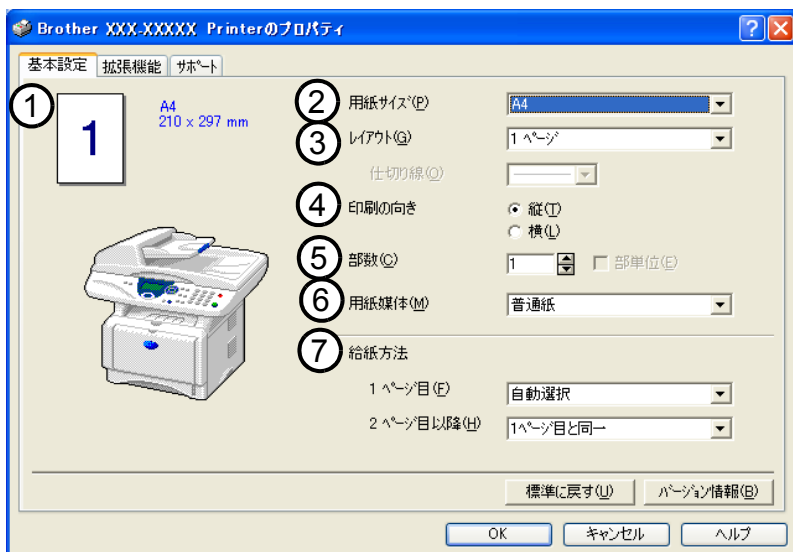 Brother XXX-XXXXX Printerのプロパティ
基本設定 拡張機能 ｻﾎﾟｰﾄ
① A4
210 x 297 mm
1
② 用紙ｻｲｽﾞ(P) A4
③ ﾚｲｱｳﾄ(G) 1 ﾍﾟｰｼﾞ
仕切り線(O)
④ 印刷の向き 縦(T)
横(L)
⑤ 部数(C) 1 部単位(E)
⑥ 用紙媒体(M) 普通紙
⑦ 給紙方法
1 ﾍﾟｰｼﾞ目(F) 自動選択
2 ﾍﾟｰｼﾞ目以降(H) 1ﾍﾟｰｼﾞ目と同一
標準に戻す(U) ﾊﾞｰｼﾞｮﾝ情報(B)
OK キャンセル ヘルプ